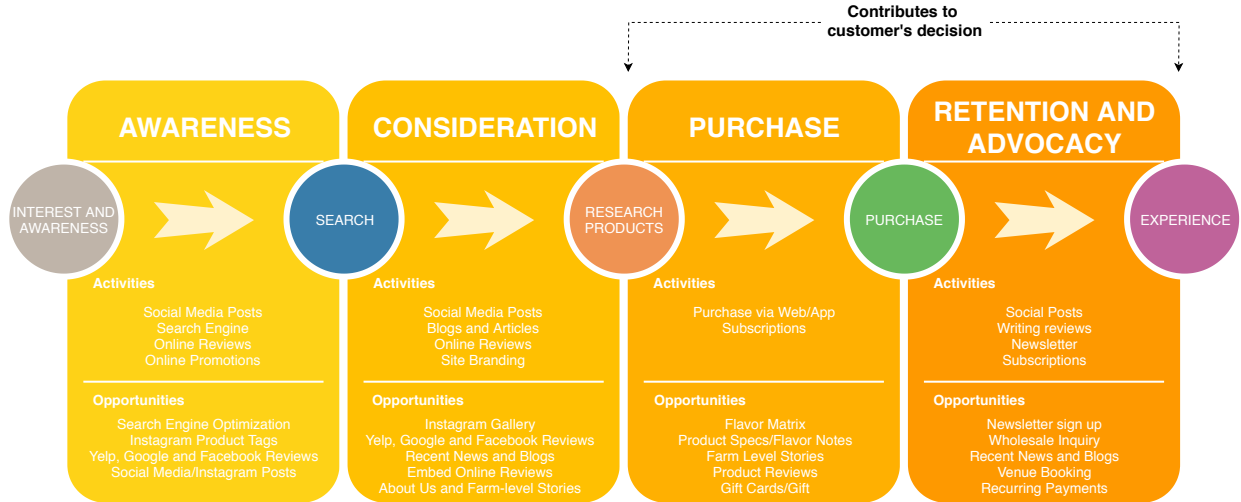 Contributes to
customer's decision
AWARENESS
CONSIDERATION
PURCHASE
RETENTION AND
ADVOCACY
INTEREST AND
AWARENESS
SEARCH
RESEARCH
PRODUCTS
PURCHASE
EXPERIENCE
Activities
Social Media Posts
Search Engine
Online Reviews
Online Promotions
Opportunities
Search Engine Optimization
Instagram Product Tags
Yelp, Google and Facebook Reviews
Social Media/Instagram Posts
Activities
Social Media Posts
Blogs and Articles
Online Reviews
Site Branding
Opportunities
Instagram Gallery
Yelp, Google and Facebook Reviews
Recent News and Blogs
Embed Online Reviews
About Us and Farm-level Stories
Activities
Purchase via Web/App
Subscriptions
Opportunities
Flavor Matrix
Product Specs/Flavor Notes
Farm Level Stories
Product Reviews
Gift Cards/Gift
Activities
Social Posts
Writing reviews
Newsletter
Subscriptions
Opportunities
Newsletter sign up
Wholesale Inquiry
Recent News and Blogs
Venue Booking
Recurring Payments